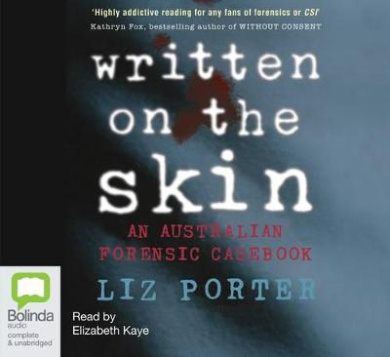 'Highly addictive reading for any fans of forensics or CSI'
Kathryn Fox, bestselling author of WITHOUT CONSENT
written
on the
skin
AN AUSTRALIAN
FORENSIC CASEBOOK
LIZ PORTER
Read by
Elizabeth Kaye
Bolinda
audio
complete
& unabridged